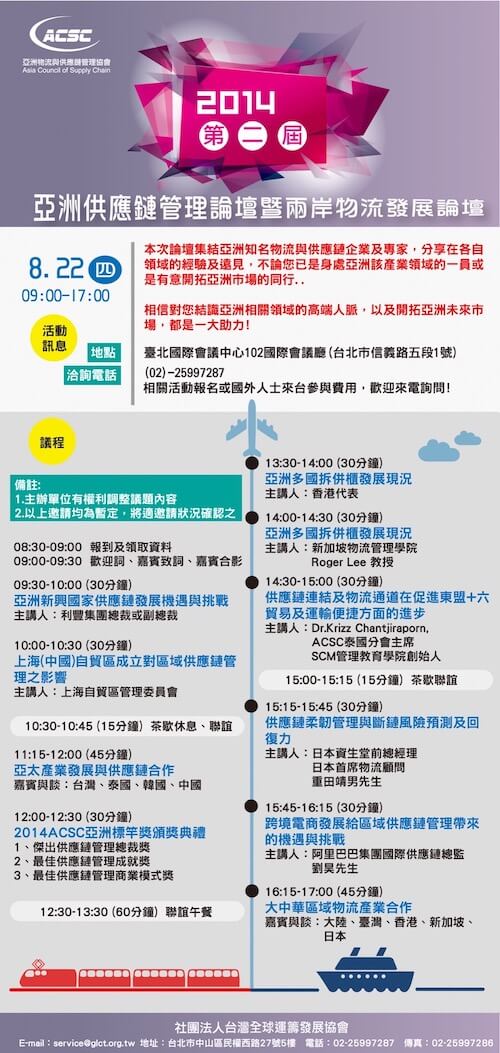 ACSC
亞洲物流與供應鏈管理協會
Asia Council of Supply Chain
2014
第二屆
亞洲供應鏈管理論壇暨兩岸物流發展論壇
8.22 四
09:00-17:00
本次論壇集結亞洲知名物流與供應鏈企業及專家,分享在各自
領域的經驗及遠見,不論您已是身處亞洲該產業領域的一員或
是有意開拓亞洲市場的同行..
相信對您結識亞洲相關領域的高端人脈,以及開拓亞洲未來市
場,都是一大助力!
活動
訊息
地點
臺北國際會議中心102國際會議廳(台北市信義路五段1號)
洽詢電話
(02)-25997287
相關活動報名或國外人士來台參與費用,歡迎來電詢問!
議程
備註:
1.主辦單位有權利調整議題內容
2.以上邀請均為暫定,將適邀請狀況確認之
08:30-09:00 報到及領取資料
09:00-09:30 歡迎詞、嘉賓致詞、嘉賓合影
09:30-10:00 (30分鐘)
亞洲新興國家供應鏈發展機遇與挑戰
主講人:利豐集團總裁或副總裁
10:00-10:30 (30分鐘)
上海(中國)自貿區成立對區域供應鏈管
理之影響
主講人:上海自貿區管理委員會
10:30-10:45 (15分鐘) 茶歇休息、聯誼
11:15-12:00 (45分鐘)
亞太產業發展與供應鏈合作
嘉賓與談:台灣、泰國、韓國、中國
12:00-12:30 (30分鐘)
2014ACSC亞洲標竿獎頒獎典禮
1、傑出供應鏈管理總裁獎
2、最佳供應鏈管理成就獎
3、最佳供應鏈管理商業模式獎
12:30-13:30 (60分鐘) 聯誼午餐
13:30-14:00 (30分鐘)
亞洲多國拆併櫃發展現況
主講人:香港代表
14:00-14:30 (30分鐘)
亞洲多國拆併櫃發展現況
主講人:新加坡物流管理學院
Roger Lee 教授
14:30-15:00 (30分鐘)
供應鏈連結及物流通道在促進東盟+六
貿易及運輸便捷方面的進步
主講人:Dr.Krizz Chantjiraporn,
ACSC泰國分會主席
SCM管理教育學院創始人
15:00-15:15 (15分鐘) 茶歇聯誼
15:15-15:45 (30分鐘)
供應鏈柔韌管理與斷鏈風險預測及回
復力
主講人:日本資生堂前總經理
日本首席物流顧問
重田靖男先生
15:45-16:15 (30分鐘)
跨境電商發展給區域供應鏈管理帶來
的機遇與挑戰
主講人:阿里巴巴集團國際供應鏈總監
劉昊先生
16:15-17:00 (45分鐘)
大中華區域物流產業合作
嘉賓與談:大陸、臺灣、香港、新加坡、
日本
社團法人台灣全球運籌發展協會
E-mail:service@glct.org.tw 地址:台北市中山區民權西路27號5樓 電話:02-25997287 傳真:02-25997286